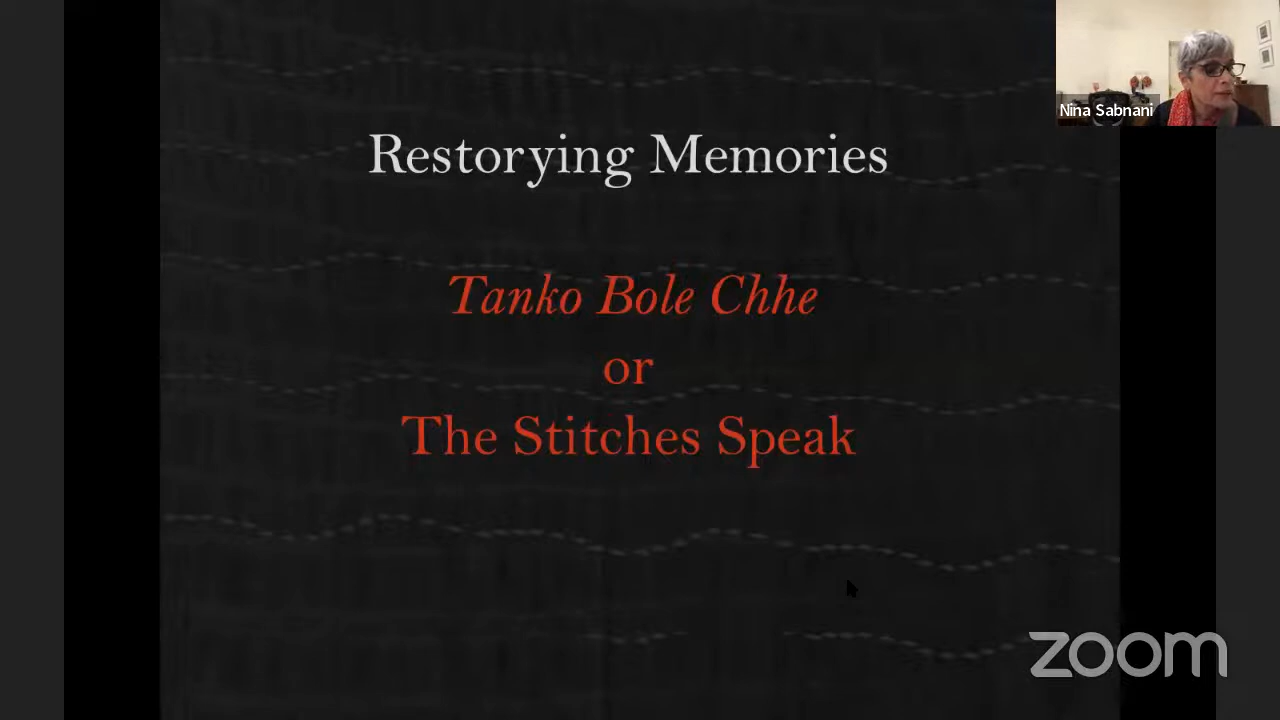 Nina Sabnani
Restorying Memories
Tanko Bole Chhe
or
The Stitches Speak
zoom